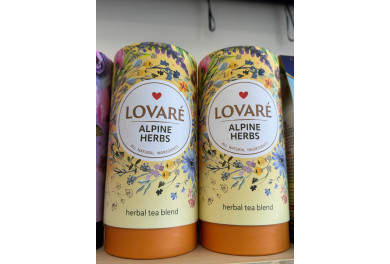 LOVARÉ
ALPINE
HERBS
ALL NATURAL INGREDIENTS
herbal tea blend
LOVARÉ
ALPINE
HERBS
ALL NATURAL INGREDIENTS
herbal tea blend